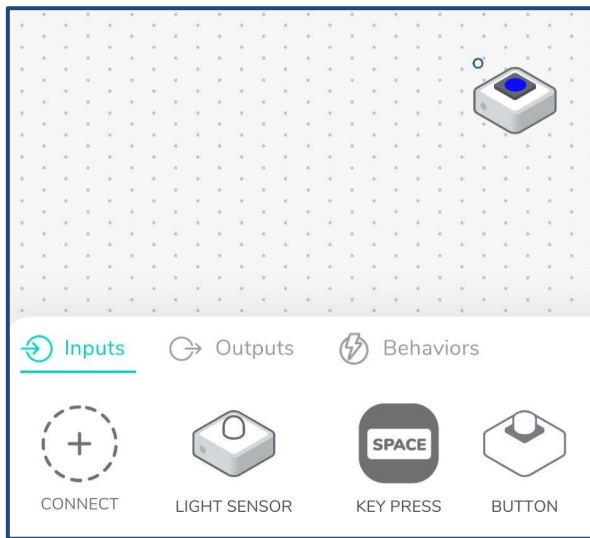 Inputs Outputs Behaviors
SPACE
CONNECT LIGHT SENSOR KEY PRESS BUTTON